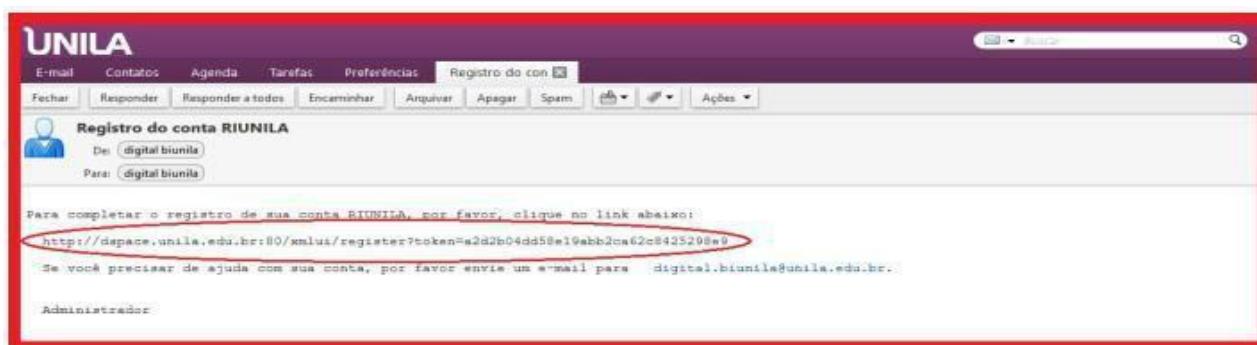 UNILA
Buscar
E-mail Contatos Agenda Tarefas Preferências Registro do con
Fechar Responder Responder a todos Encaminhar Arquivar Apagar Spam Ações
Registro do conta RIUNILA
De: digital biunila
Para: digital biunila
Para completar o registro de sua conta RIUNILA, por favor, clique no link abaixo:
http://dspace.unila.edu.br:80/xmlui/register?token=a2d2b04dd58e19abb2ca62c8425298e9
Se você precisar de ajuda com sua conta, por favor envie um e-mail para digital.biunila@unila.edu.br.
Administrador